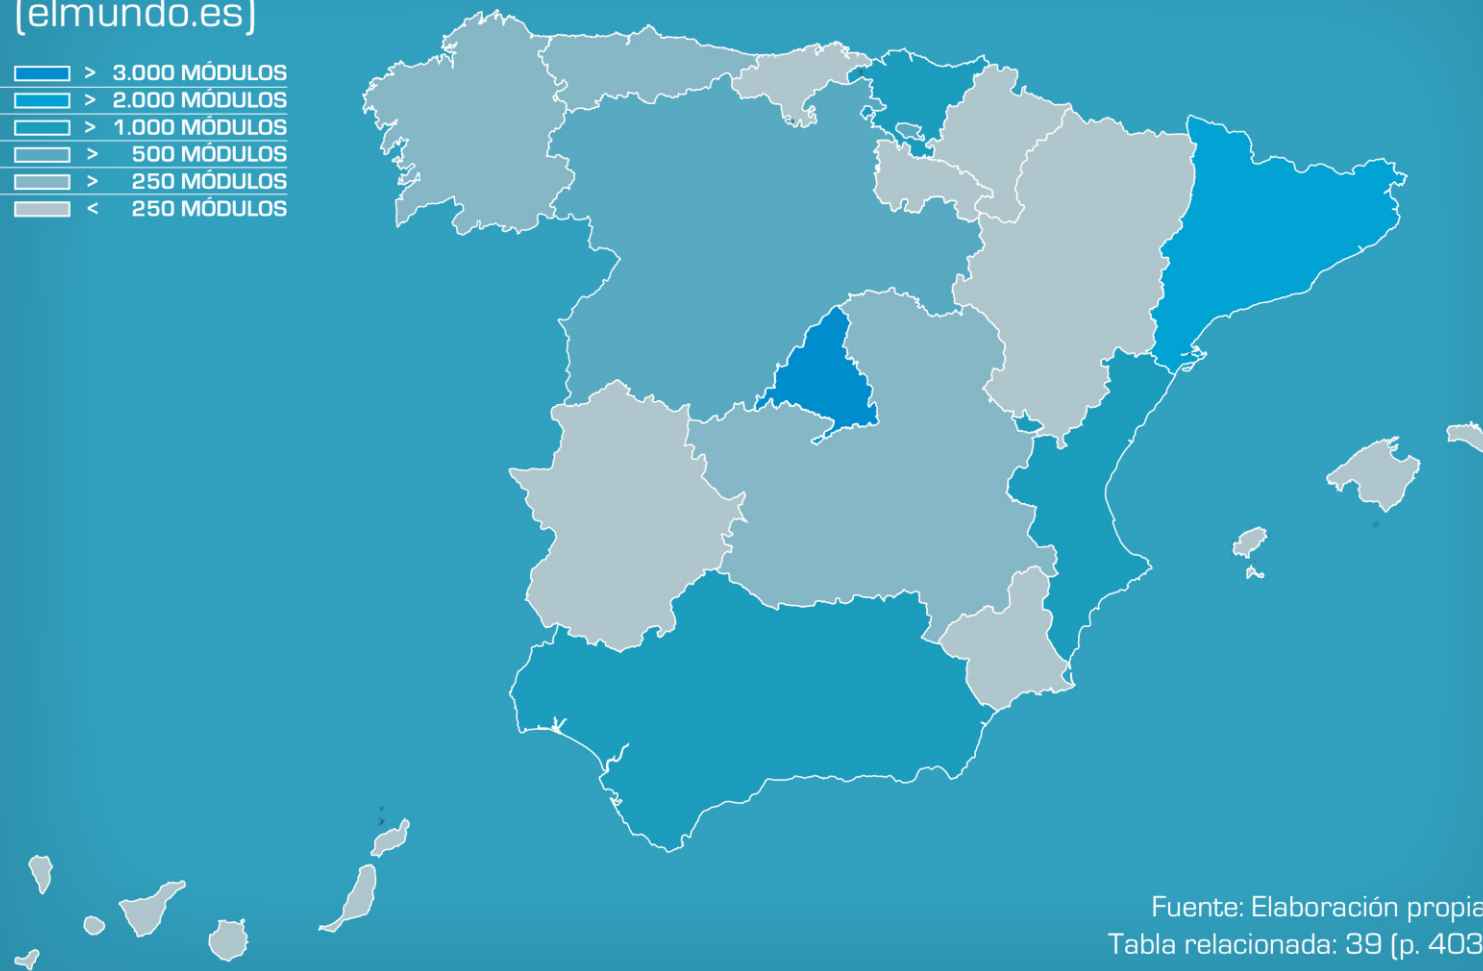 (elmundo.es)
> 3.000 MÓDULOS
> 2.000 MÓDULOS
> 1.000 MÓDULOS
> 500 MÓDULOS
> 250 MÓDULOS
< 250 MÓDULOS
Fuente: Elaboración propia
Tabla relacionada: 39 (p. 403